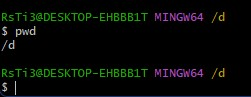 RsTi3@DESKTOP-EHBBB1T MINGW64 /d
$ pwd
/d
RsTi3@DESKTOP-EHBBB1T MINGW64 /d
$